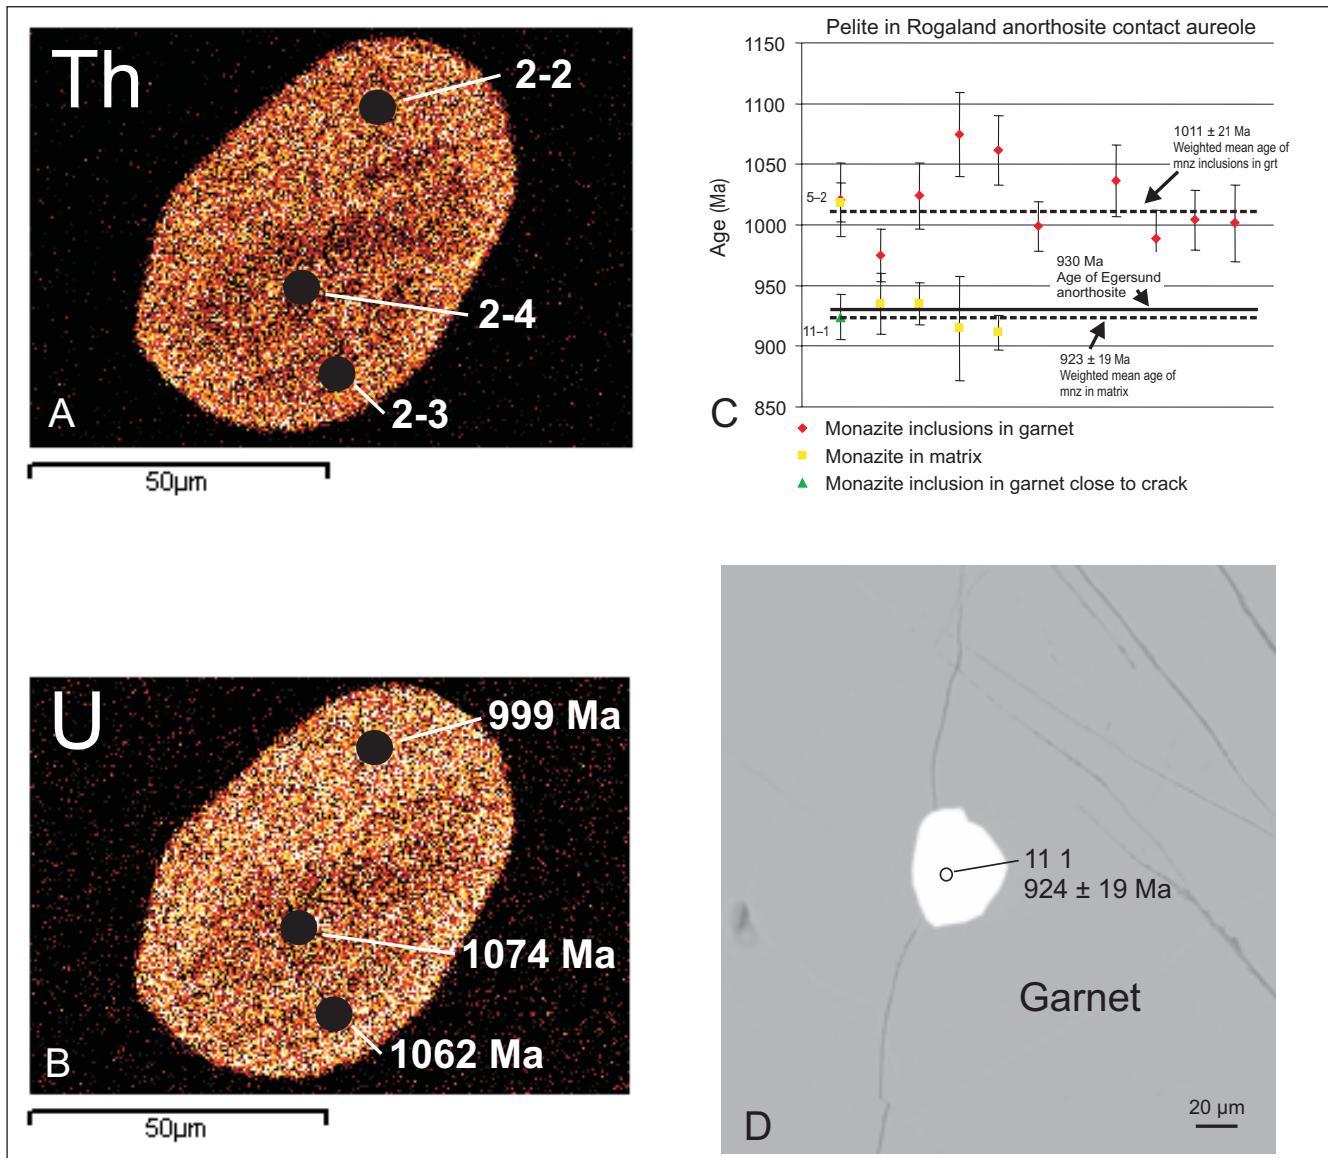 Th
2-2
2-4
2-3
A
50µm
Pelite in Rogaland anorthosite contact aureole
1150
1100
1050
1000
950
900
850
Age (Ma)
5–2
11–1
1011 ± 21 Ma
Weighted mean age of
mnz inclusions in grt
930 Ma
Age of Egersund
anorthosite
923 ± 19 Ma
Weighted mean age of
mnz in matrix
C
Monazite inclusions in garnet
Monazite in matrix
Monazite inclusion in garnet close to crack
U
999 Ma
1074 Ma
1062 Ma
B
50µm
11 1
924 ± 19 Ma
Garnet
D
20 µm